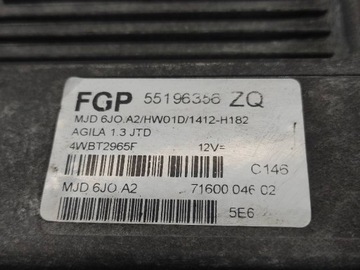 FGP 55196356 ZQ
MJD 6JO.A2/HW01D/1412-H182
AGILA 1.3 JTD
4WBT2965F 12V=
C146
MJD 6JO.A2 71600 046 02
5E6